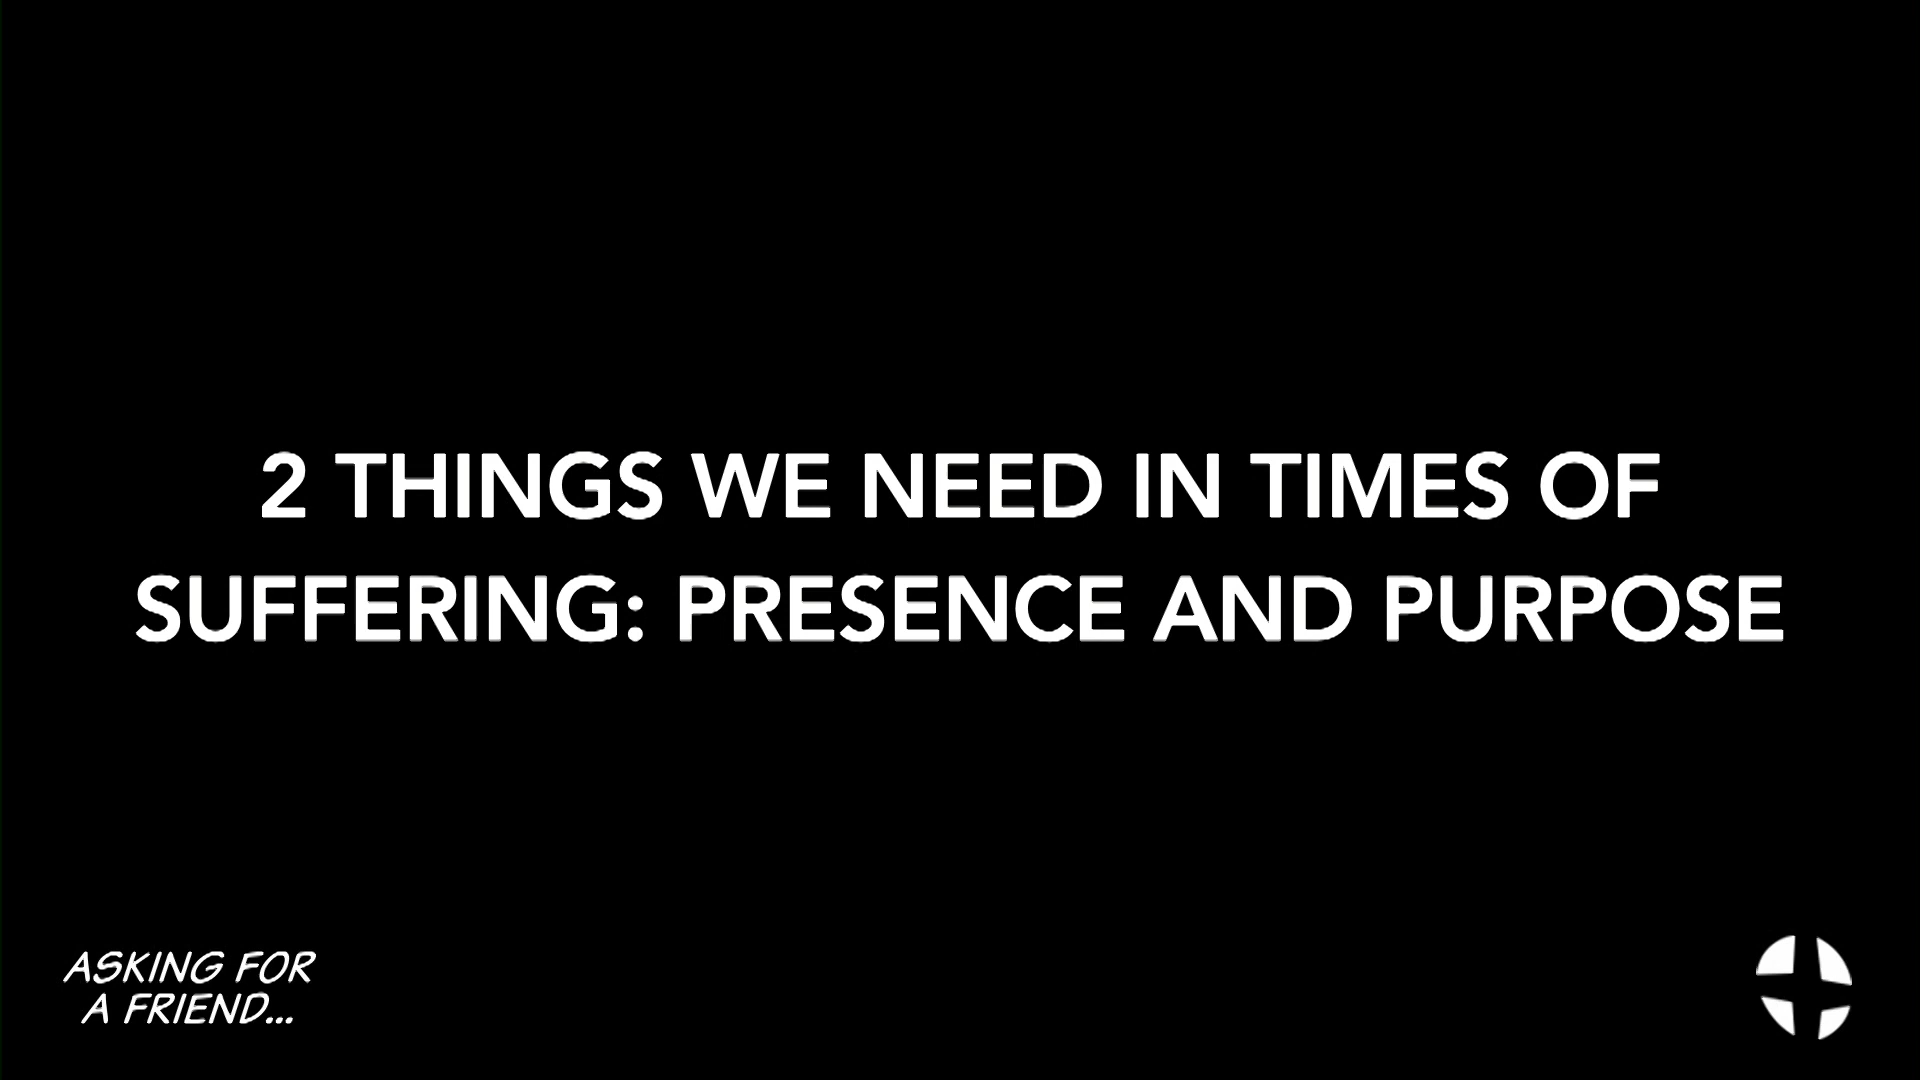 2 THINGS WE NEED IN TIMES OF
SUFFERING: PRESENCE AND PURPOSE
ASKING FOR
A FRIEND...